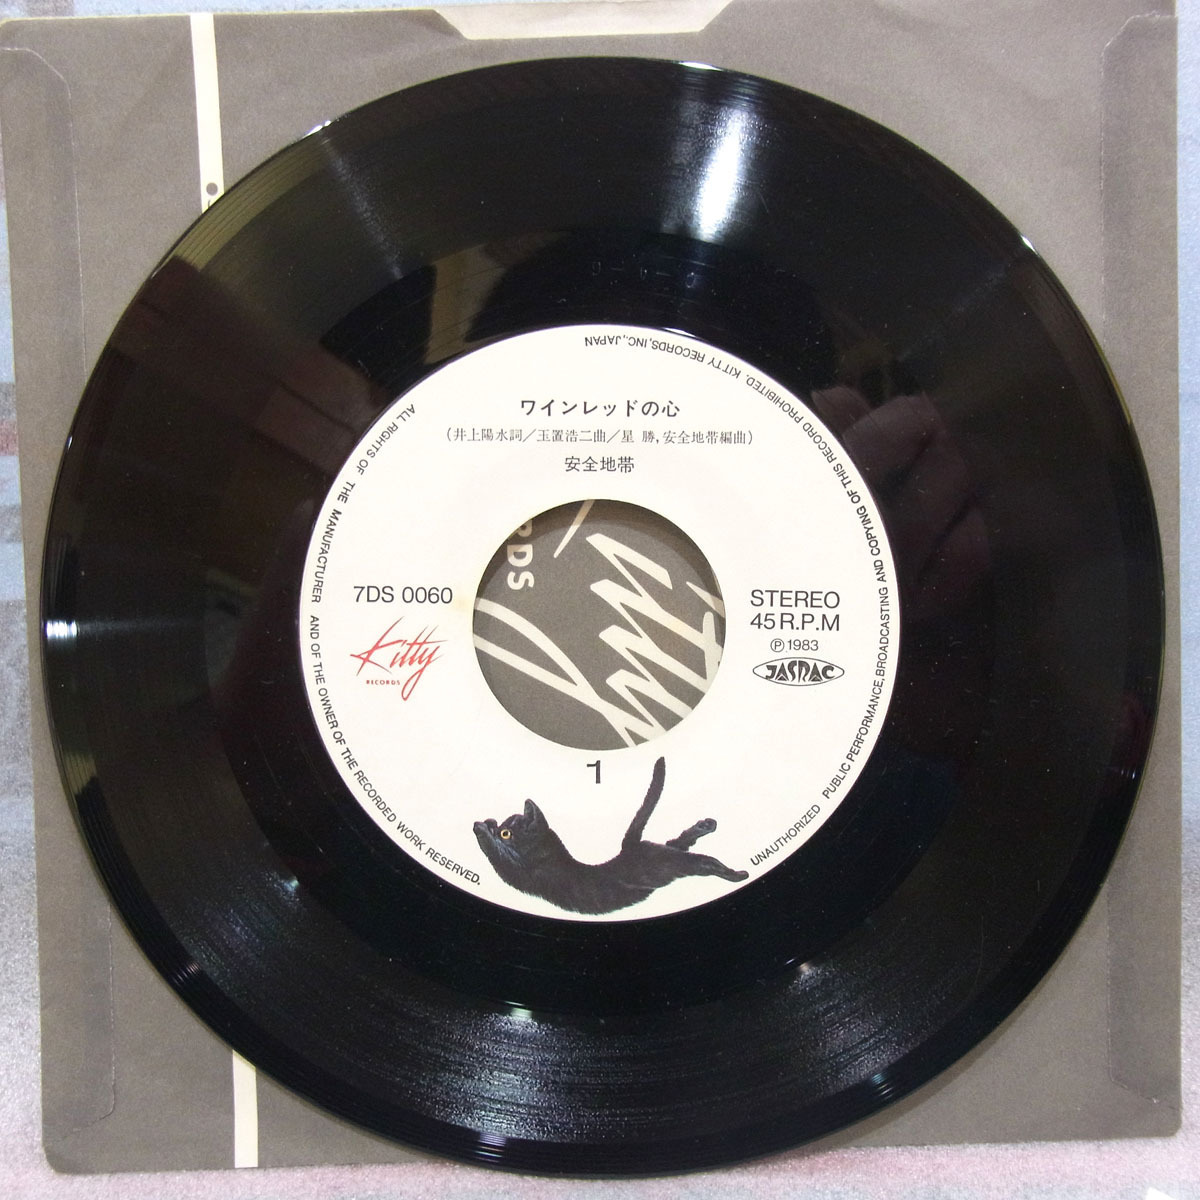 ワインレッドの心
(井上陽水詞/玉置浩二曲/星 勝,安全地帯編曲)
安全地帯
7DS 0060
Kitty
RECORDS
STEREO
45 R.P.M
Ⓟ1983
JASRAC
1
ALL RIGHTS OF THE MANUFACTURER AND OF THE OWNER OF THE RECORDED WORK RESERVED.
UNAUTHORIZED PUBLIC PERFORMANCE, BROADCASTING AND COPYING OF THIS RECORD PROHIBITED. KITTY RECORDS, INC., JAPAN